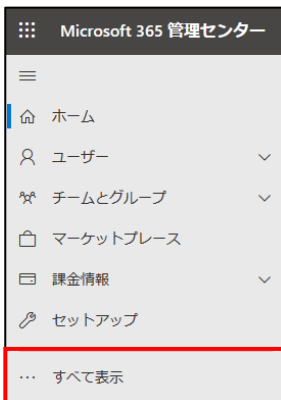 Microsoft 365 管理センター
ホーム
ユーザー
チームとグループ
マーケットプレース
課金情報
セットアップ
… すべて表示